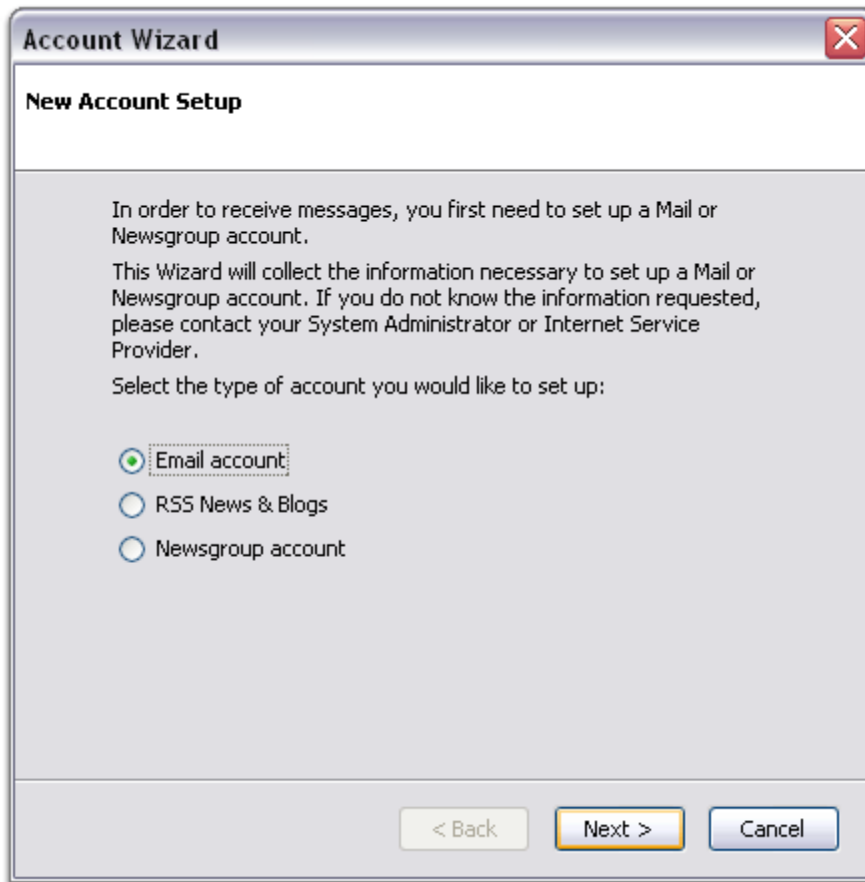 Account Wizard
New Account Setup
In order to receive messages, you first need to set up a Mail or
Newsgroup account.
This Wizard will collect the information necessary to set up a Mail or
Newsgroup account. If you do not know the information requested,
please contact your System Administrator or Internet Service
Provider.
Select the type of account you would like to set up:
Email account
RSS News & Blogs
Newsgroup account
< Back Next > Cancel